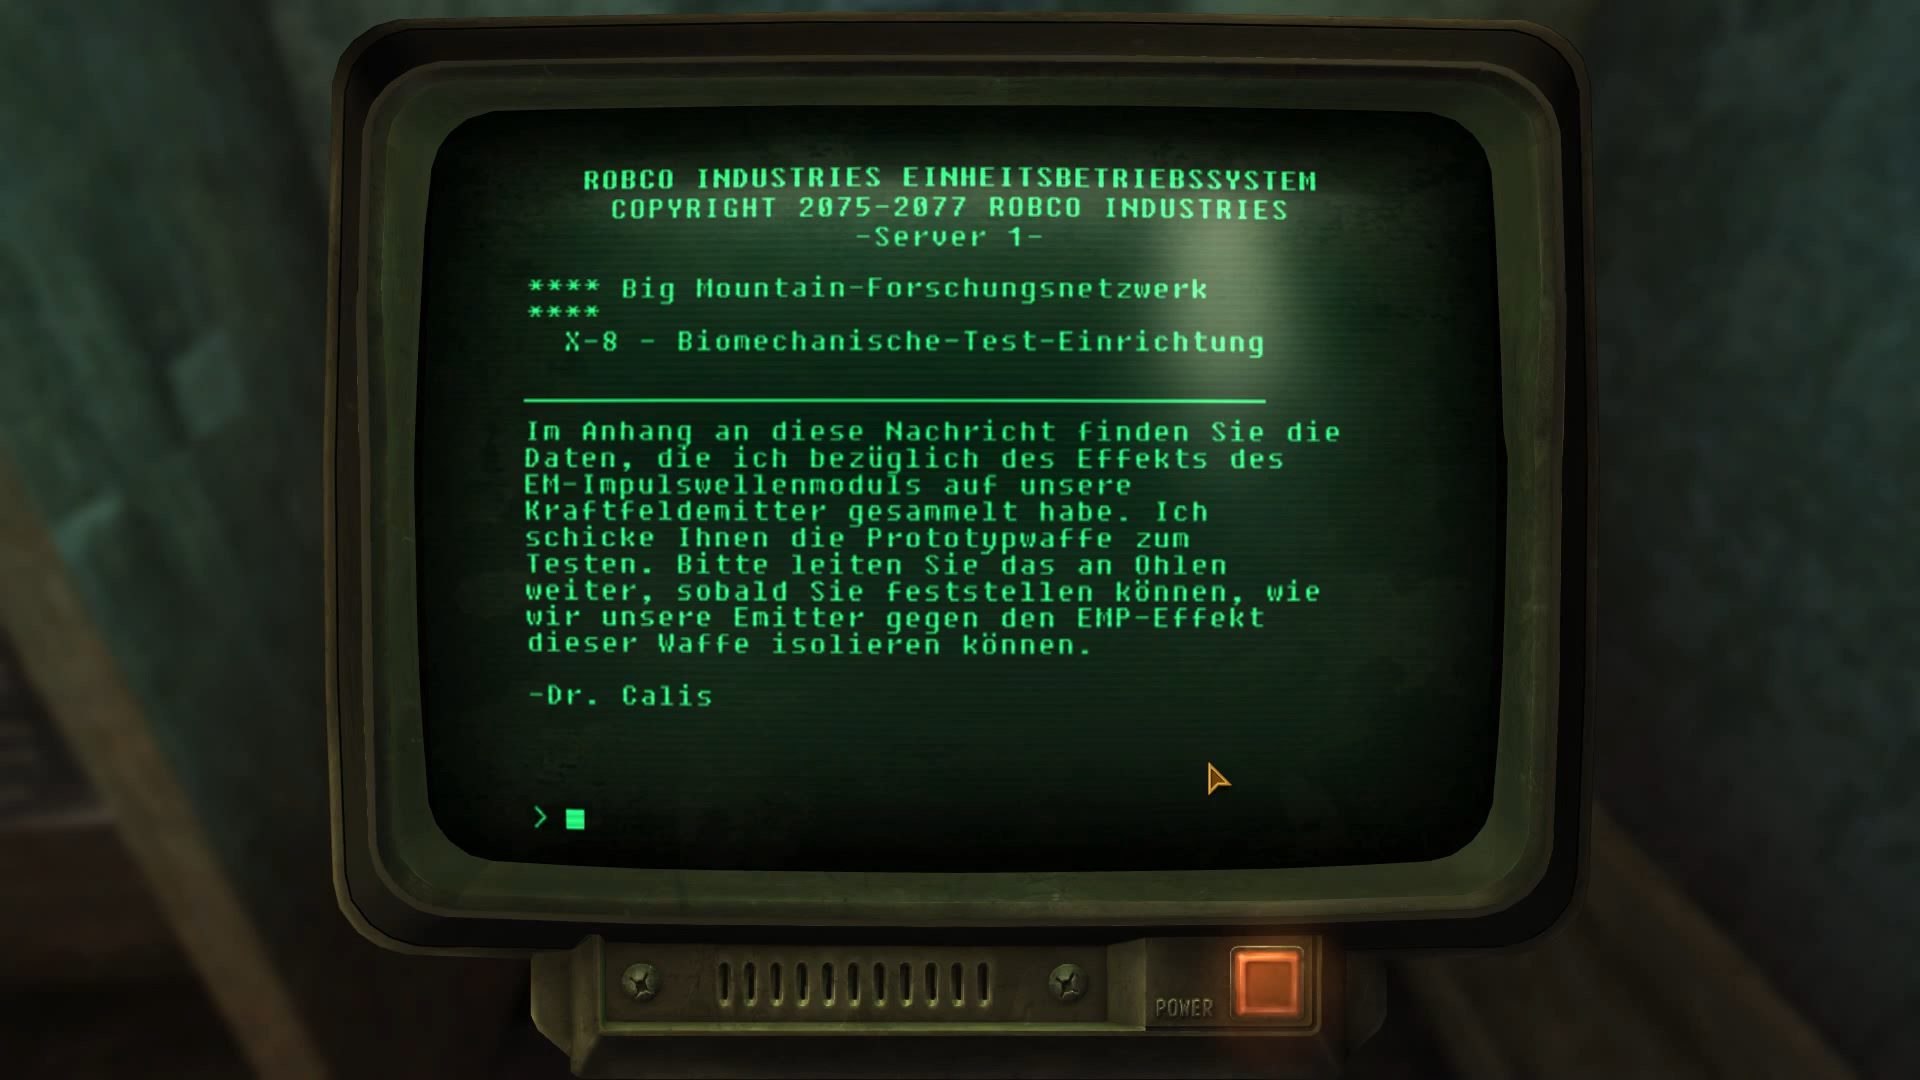 ROBCO INDUSTRIES EINHEITSBETRIEBSSYSTEM
COPYRIGHT 2075-2077 ROBCO INDUSTRIES
-Server 1-
**** Big Mountain-Forschungsnetzwerk
****
X-8 - Biomechanische-Test-Einrichtung
Im Anhang an diese Nachricht finden Sie die
Daten, die ich bezüglich des Effekts des
EM-Impulswellenmoduls auf unsere
Kraftfeldemitter gesammelt habe. Ich
schicke Ihnen die Prototypwaffe zum
Testen. Bitte leiten Sie das an Ohlen
weiter, sobald Sie feststellen können, wie
wir unsere Emitter gegen den EMP-Effekt
dieser Waffe isolieren können.
-Dr. Calis
>
POWER